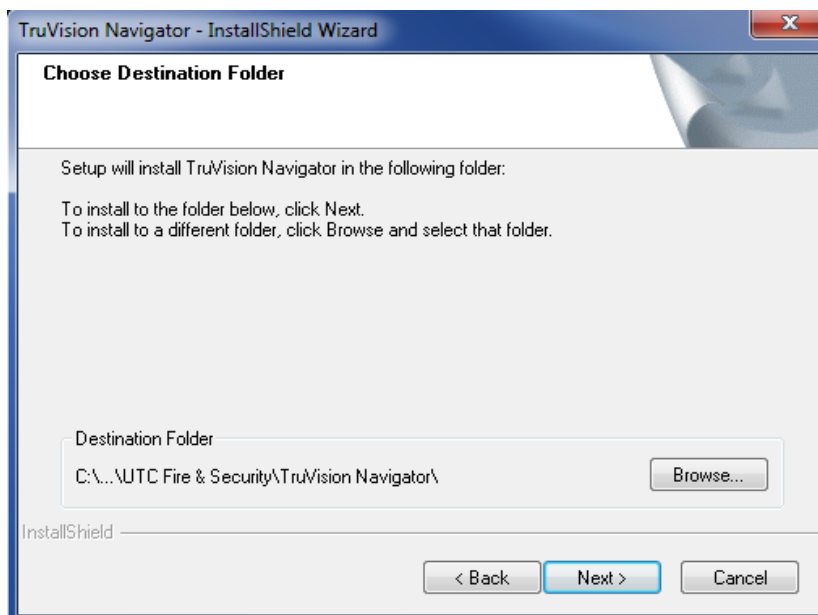 TruVision Navigator - InstallShield Wizard
Choose Destination Folder
Setup will install TruVision Navigator in the following folder:
To install to the folder below, click Next.
To install to a different folder, click Browse and select that folder.
Destination Folder
C:\...\UTC Fire & Security\TruVision Navigator\
Browse...
InstallShield
< Back
Next >
Cancel